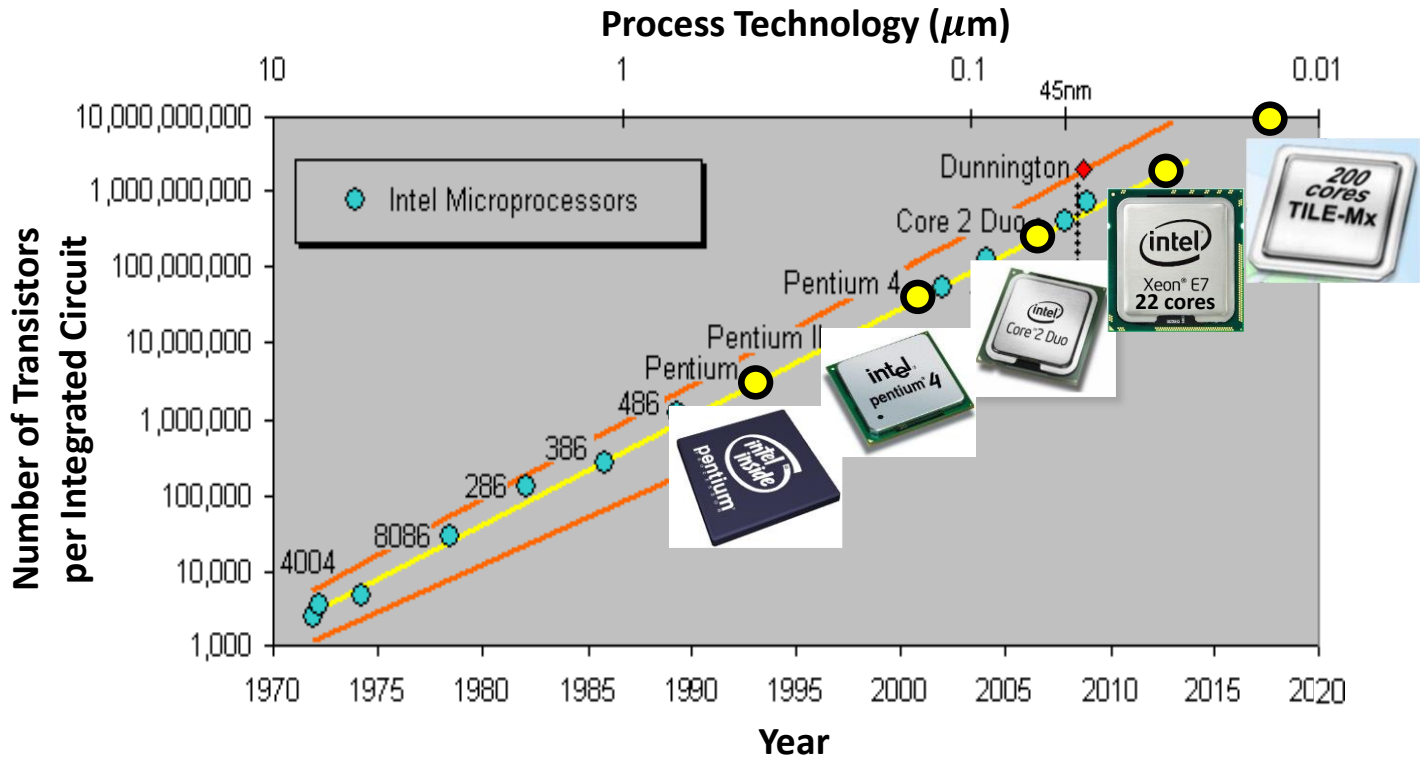 Process Technology (𝝁m)
10 1 0.1 0.01
45nm
Number of Transistors
per Integrated Circuit
10,000,000,000
1,000,000,000
100,000,000
10,000,000
1,000,000
100,000
10,000
1,000
Intel Microprocessors
4004
8086
286
386
486
Pentium
Pentium II
Pentium 4
Core 2 Duo
Dunnington
intel
inside
pentium
intel.
pentium 4
intel
Core 2 Duo
intel
Xeon® E7
22 cores
200
cores
TILE-Mx
1970 1975 1980 1985 1990 1995 2000 2005 2010 2015 2020
Year